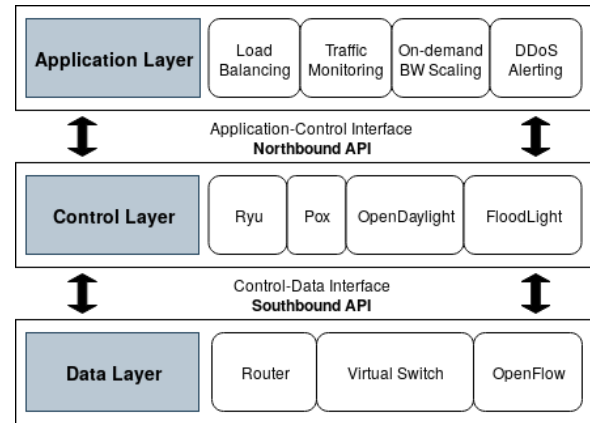 Application Layer
Load
Balancing
Traffic
Monitoring
On-demand
BW Scaling
DDoS
Alerting
Application-Control Interface
Northbound API
Control Layer
Ryu
Pox
OpenDaylight
FloodLight
Control-Data Interface
Southbound API
Data Layer
Router
Virtual Switch
OpenFlow